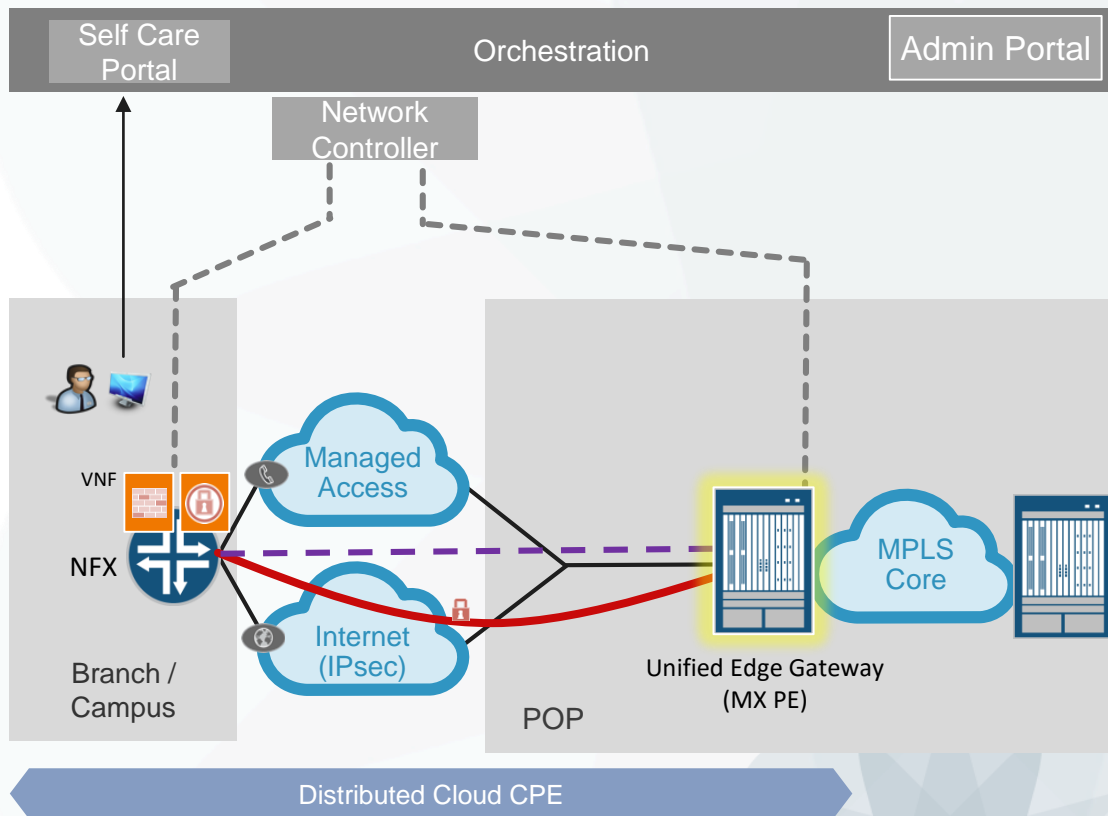 Self Care
Portal
Orchestration
Admin Portal
Network
Controller
Managed
Access
VNF
NFX
MPLS
Core
Internet
(IPsec)
Unified Edge Gateway
(MX PE)
Branch /
Campus
POP
Distributed Cloud CPE